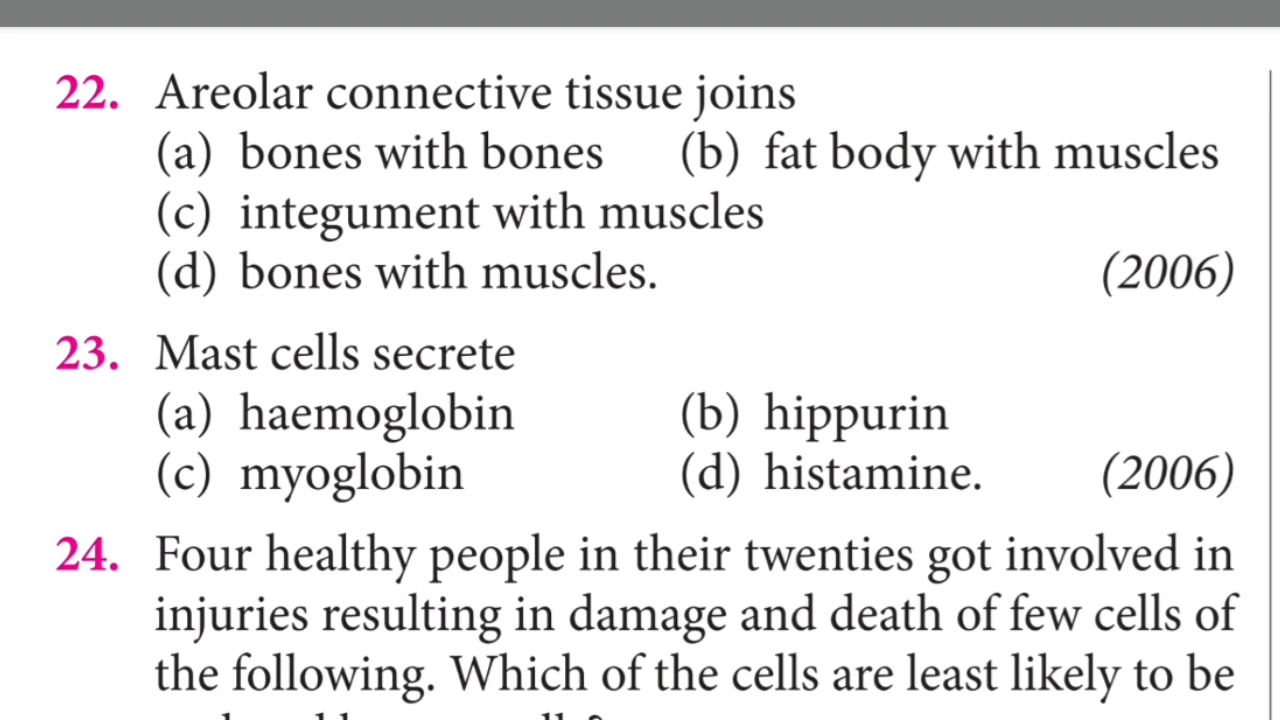 22. Areolar connective tissue joins
(a) bones with bones (b) fat body with muscles
(c) integument with muscles
(d) bones with muscles. (2006)
23. Mast cells secrete
(a) haemoglobin (b) hippurin
(c) myoglobin (d) histamine. (2006)
24. Four healthy people in their twenties got involved in
injuries resulting in damage and death of few cells of
the following. Which of the cells are least likely to be